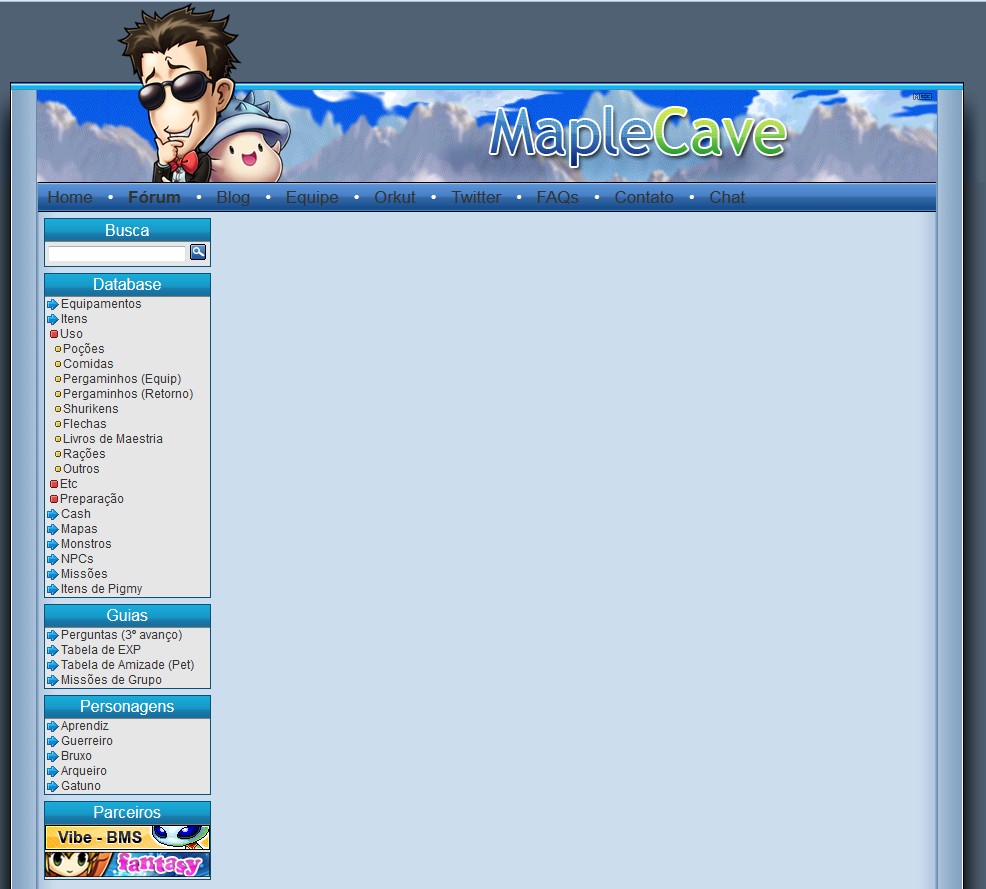 MapleCave
Home • Fórum • Blog • Equipe • Orkut • Twitter • FAQs • Contato • Chat
Busca
Database
Equipamentos
Itens
Uso
Poções
Comidas
Pergaminhos (Equip)
Pergaminhos (Retorno)
Shurikens
Flechas
Livros de Maestria
Rações
Outros
Etc
Preparação
Cash
Mapas
Monstros
NPCs
Missões
Itens de Pigmy
Guias
Perguntas (3º avanço)
Tabela de EXP
Tabela de Amizade (Pet)
Missões de Grupo
Personagens
Aprendiz
Guerreiro
Bruxo
Arqueiro
Gatuno
Parceiros
Vibe - BMS
fantasy